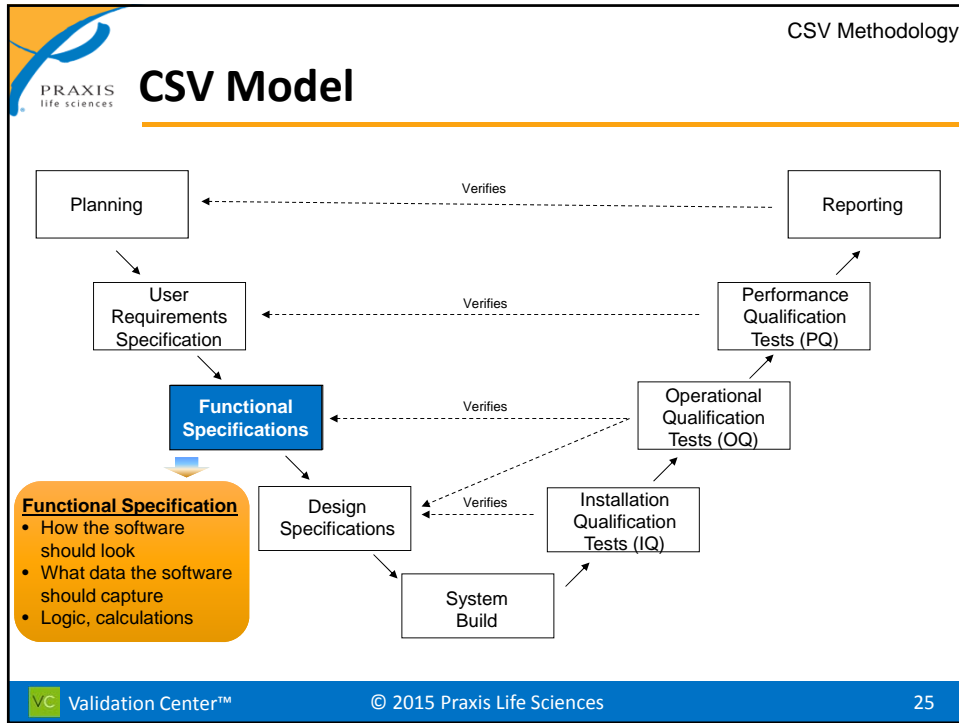 CSV Methodology
PRAXIS
life sciences
CSV Model
Planning
Verifies
Reporting
User
Requirements
Specification
Verifies
Performance
Qualification
Tests (PQ)
Functional
Specifications
Verifies
Operational
Qualification
Tests (OQ)
Functional Specification
• How the software
should look
• What data the software
should capture
• Logic, calculations
Design
Specifications
Verifies
Installation
Qualification
Tests (IQ)
System
Build
VC Validation Center™
© 2015 Praxis Life Sciences
25